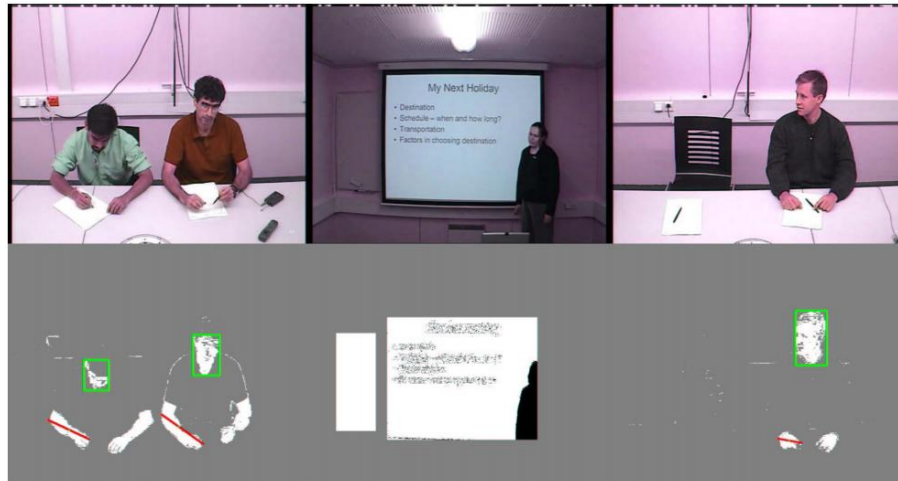 My Next Holiday
• Destination
• Schedule – when and how long?
• Transportation
• Factors in choosing destination